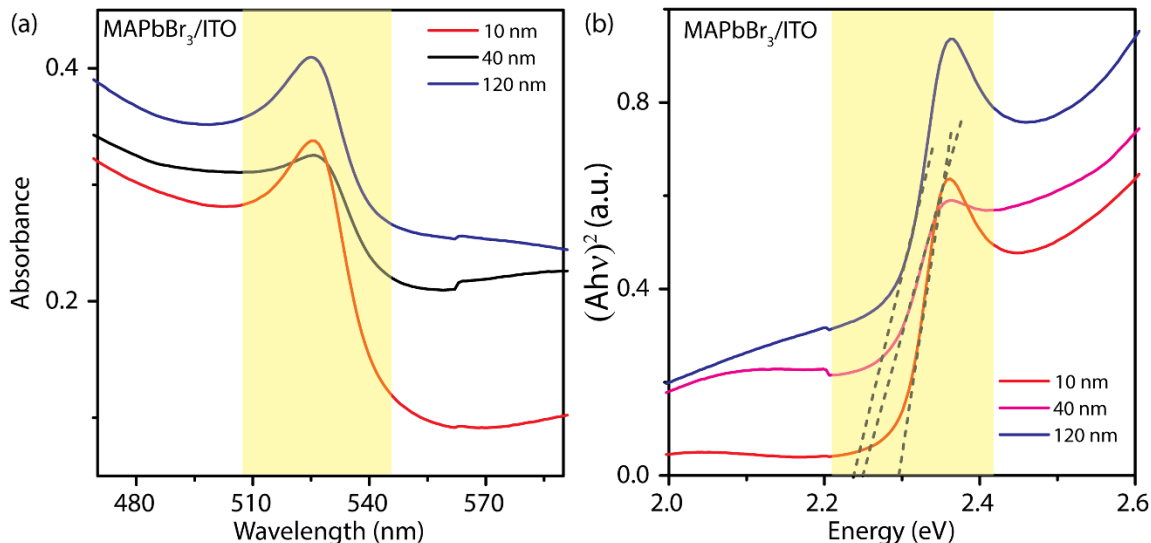 (a)
MAPbBr₃/ITO
10 nm
40 nm
120 nm
0.4
0.2
Absorbance
480
510
540
570
Wavelength (nm)
(b)
MAPbBr₃/ITO
0.8
0.4
0.0
(Ahν)² (a.u.)
10 nm
40 nm
120 nm
2.0
2.2
2.4
2.6
Energy (eV)